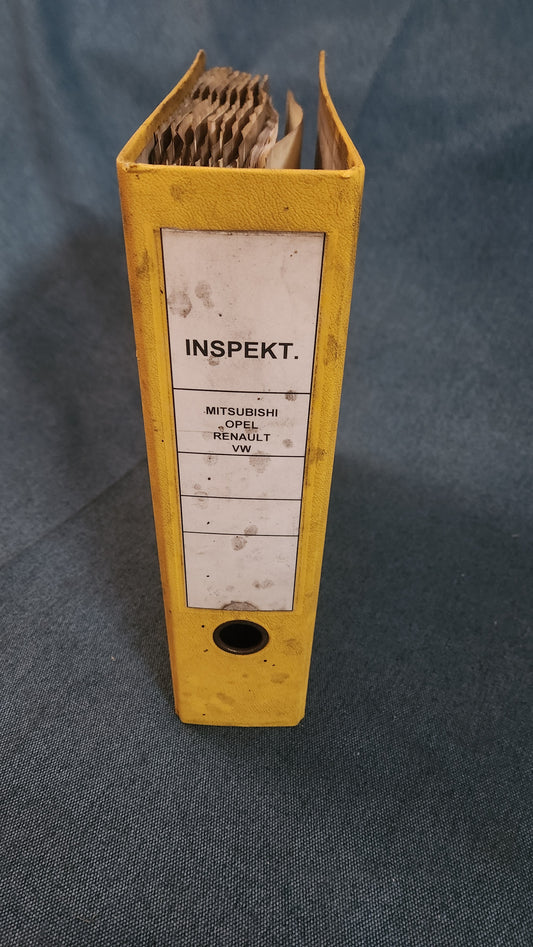 INSPEKT.
MITSUBISHI
OPEL
RENAULT
VW